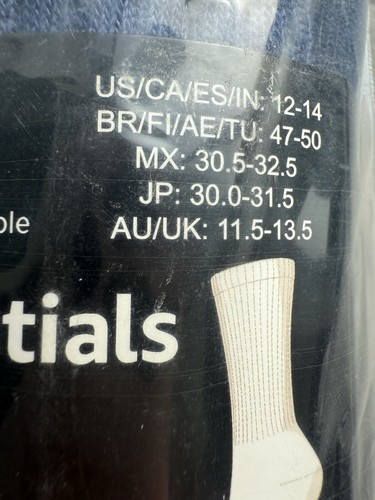 US/CA/ES/IN: 12-14
BR/FI/AE/TU: 47-50
MX: 30.5-32.5
JP: 30.0-31.5
AU/UK: 11.5-13.5
ble
tials